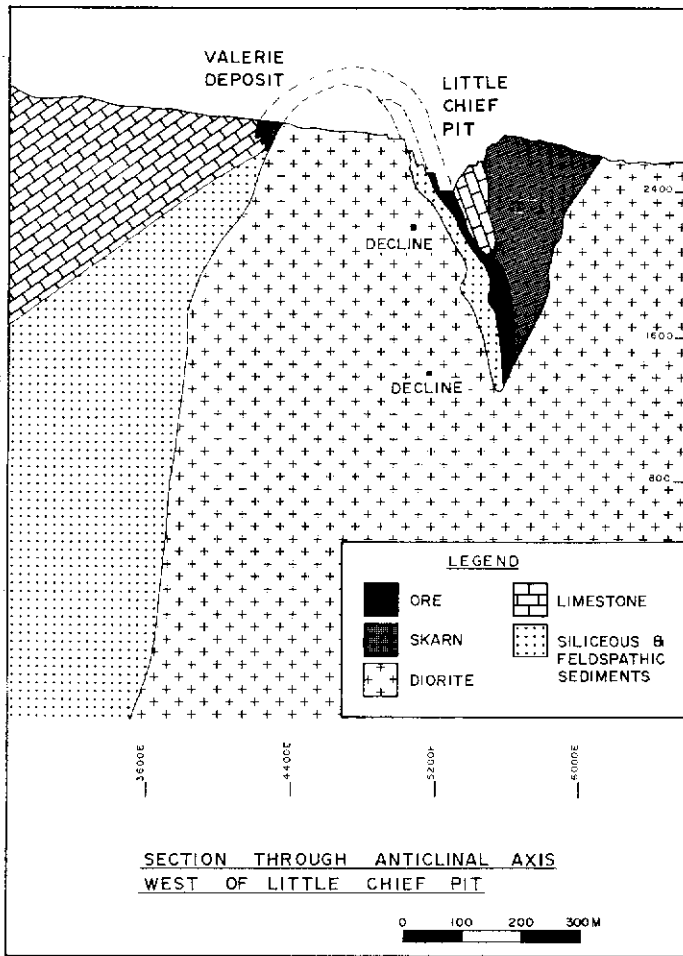 VALERIE
DEPOSIT
LITTLE
CHIEF
PIT
2400
DECLINE
1600
DECLINE
800
LEGEND
ORE
LIMESTONE
SKARN
SILICEOUS &
FELDSPATHIC
SEDIMENTS
DIORITE
3600E
4400E
5200E
6000E
SECTION THROUGH ANTICLINAL AXIS
WEST OF LITTLE CHIEF PIT
0 100 200 300M